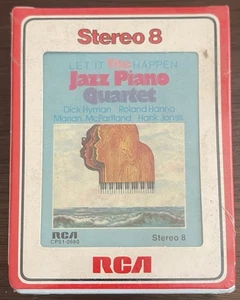 Stereo 8
LET IT The HAPPEN
Jazz Piano
Quartet
Dick Hyman Roland Hanna
Marian McPartland Hank Jones
RCA
Stereo 8
RCA